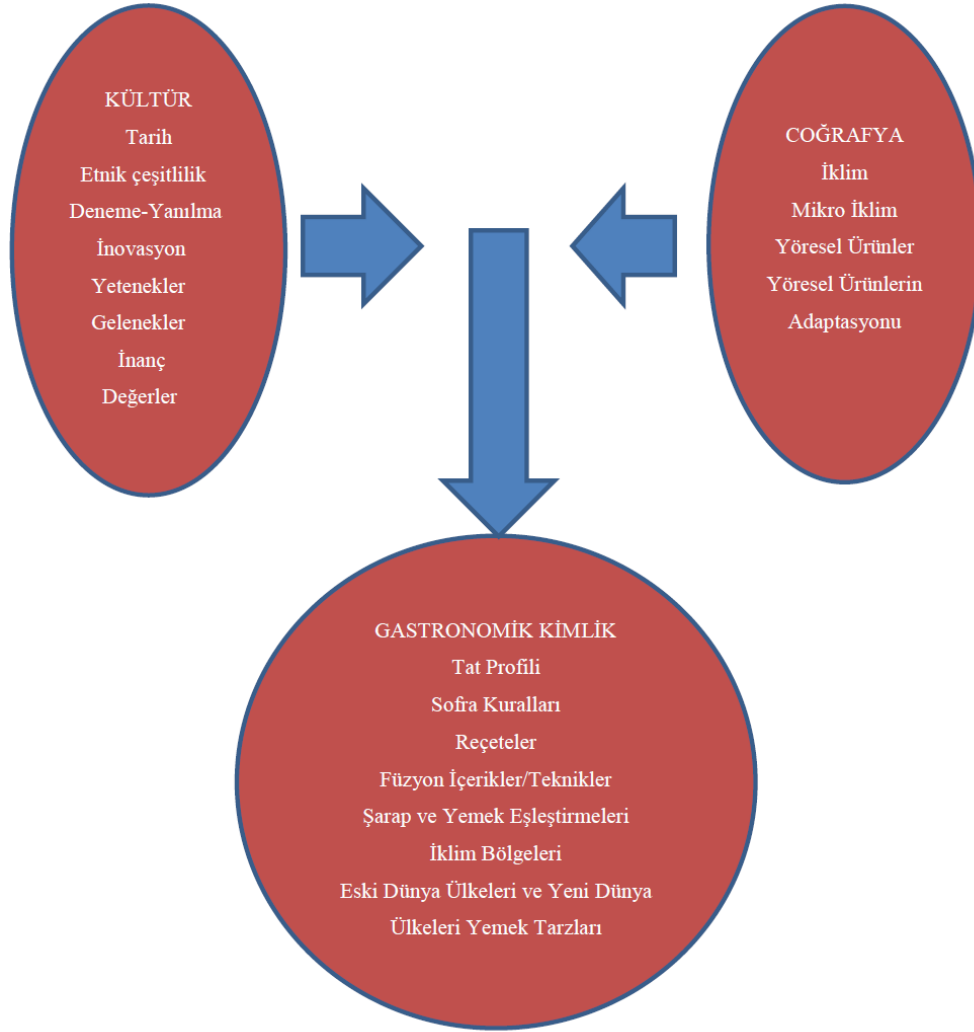 KÜLTÜR
Tarih
Etnik çeşitlilik
Deneme-Yanılma
İnovasyon
Yetenekler
Gelenekler
İnanç
Değerler
COĞRAFYA
İklim
Mikro İklim
Yöresel Ürünler
Yöresel Ürünlerin
Adaptasyonu
GASTRONOMİK KİMLİK
Tat Profili
Sofra Kuralları
Reçeteler
Füzyon İçerikler/Teknikler
Şarap ve Yemek Eşleştirmeleri
İklim Bölgeleri
Eski Dünya Ülkeleri ve Yeni Dünya
Ülkeleri Yemek Tarzları